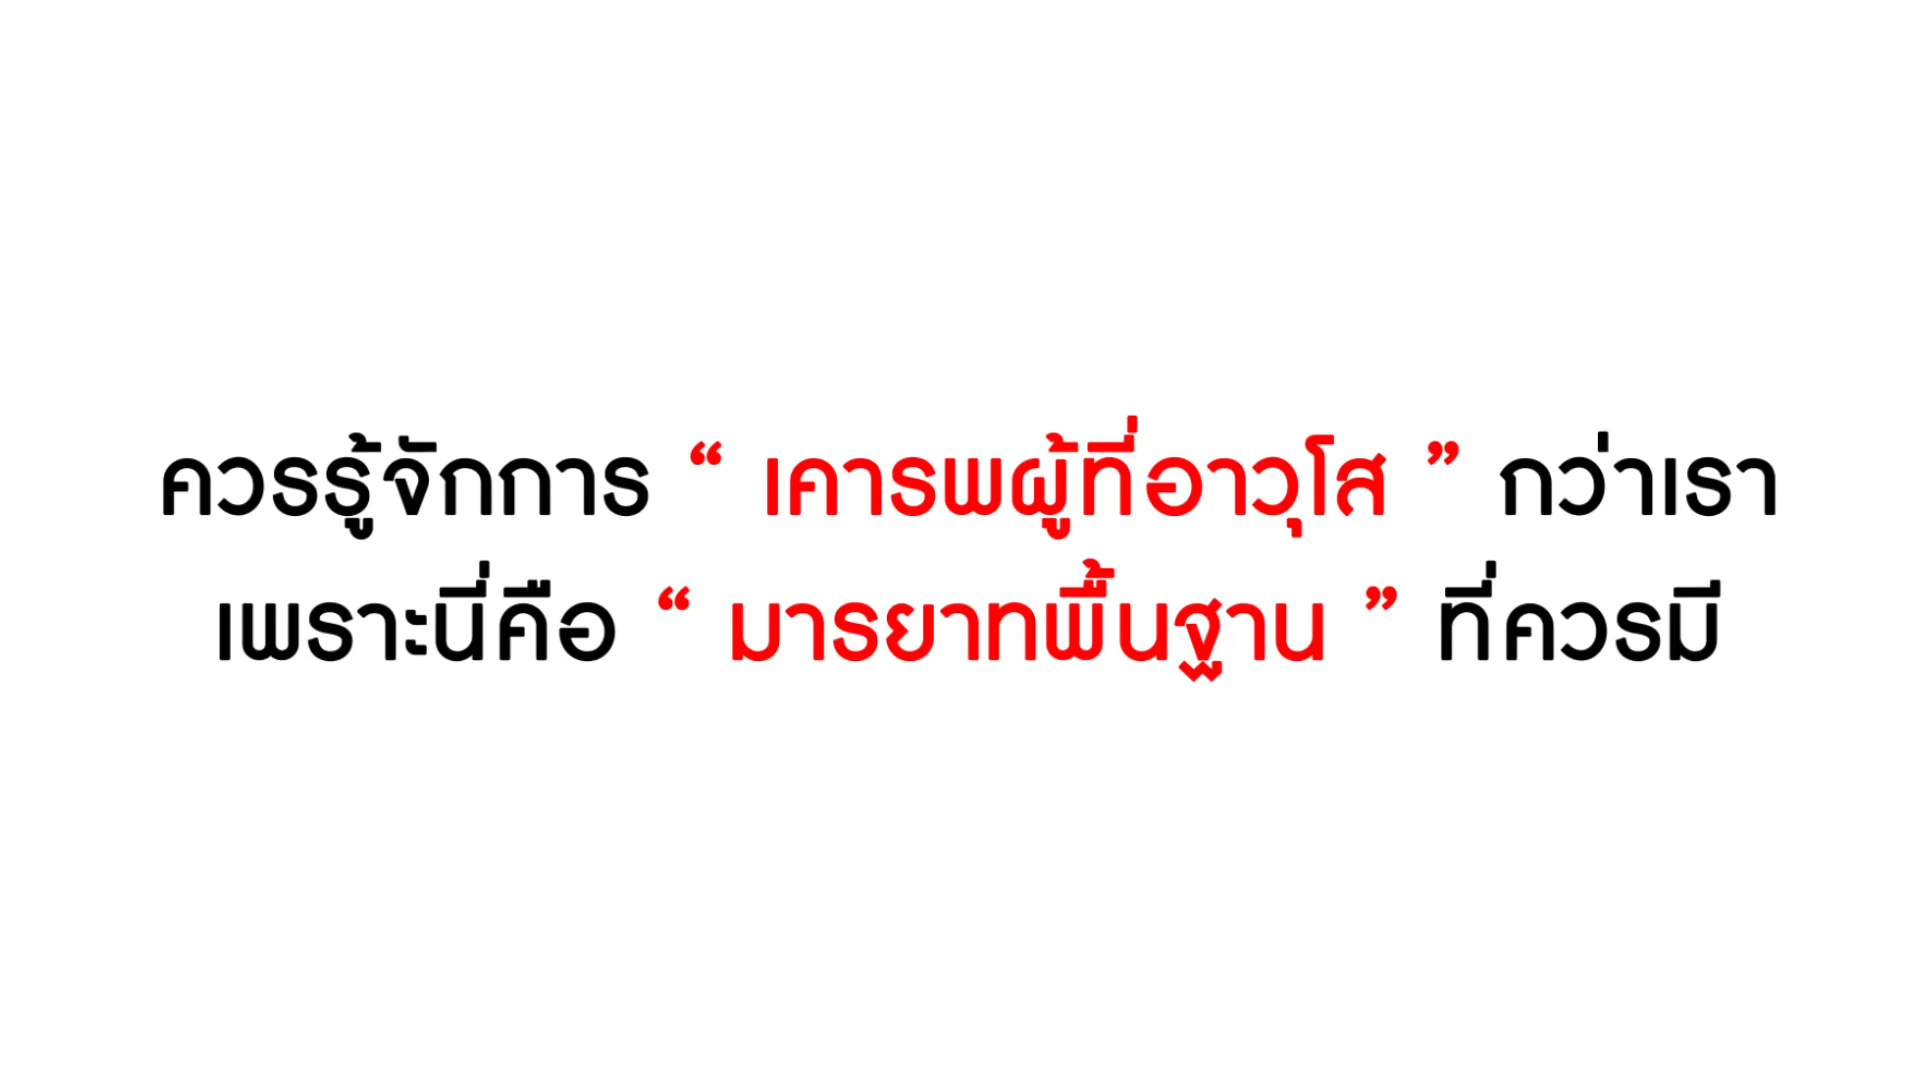 ควรรู้จักการ “ เคารพผู้ที่อาวุโส ” กว่าเรา
เพราะนี่คือ “ มารยาทพื้นฐาน ” ที่ควรมี